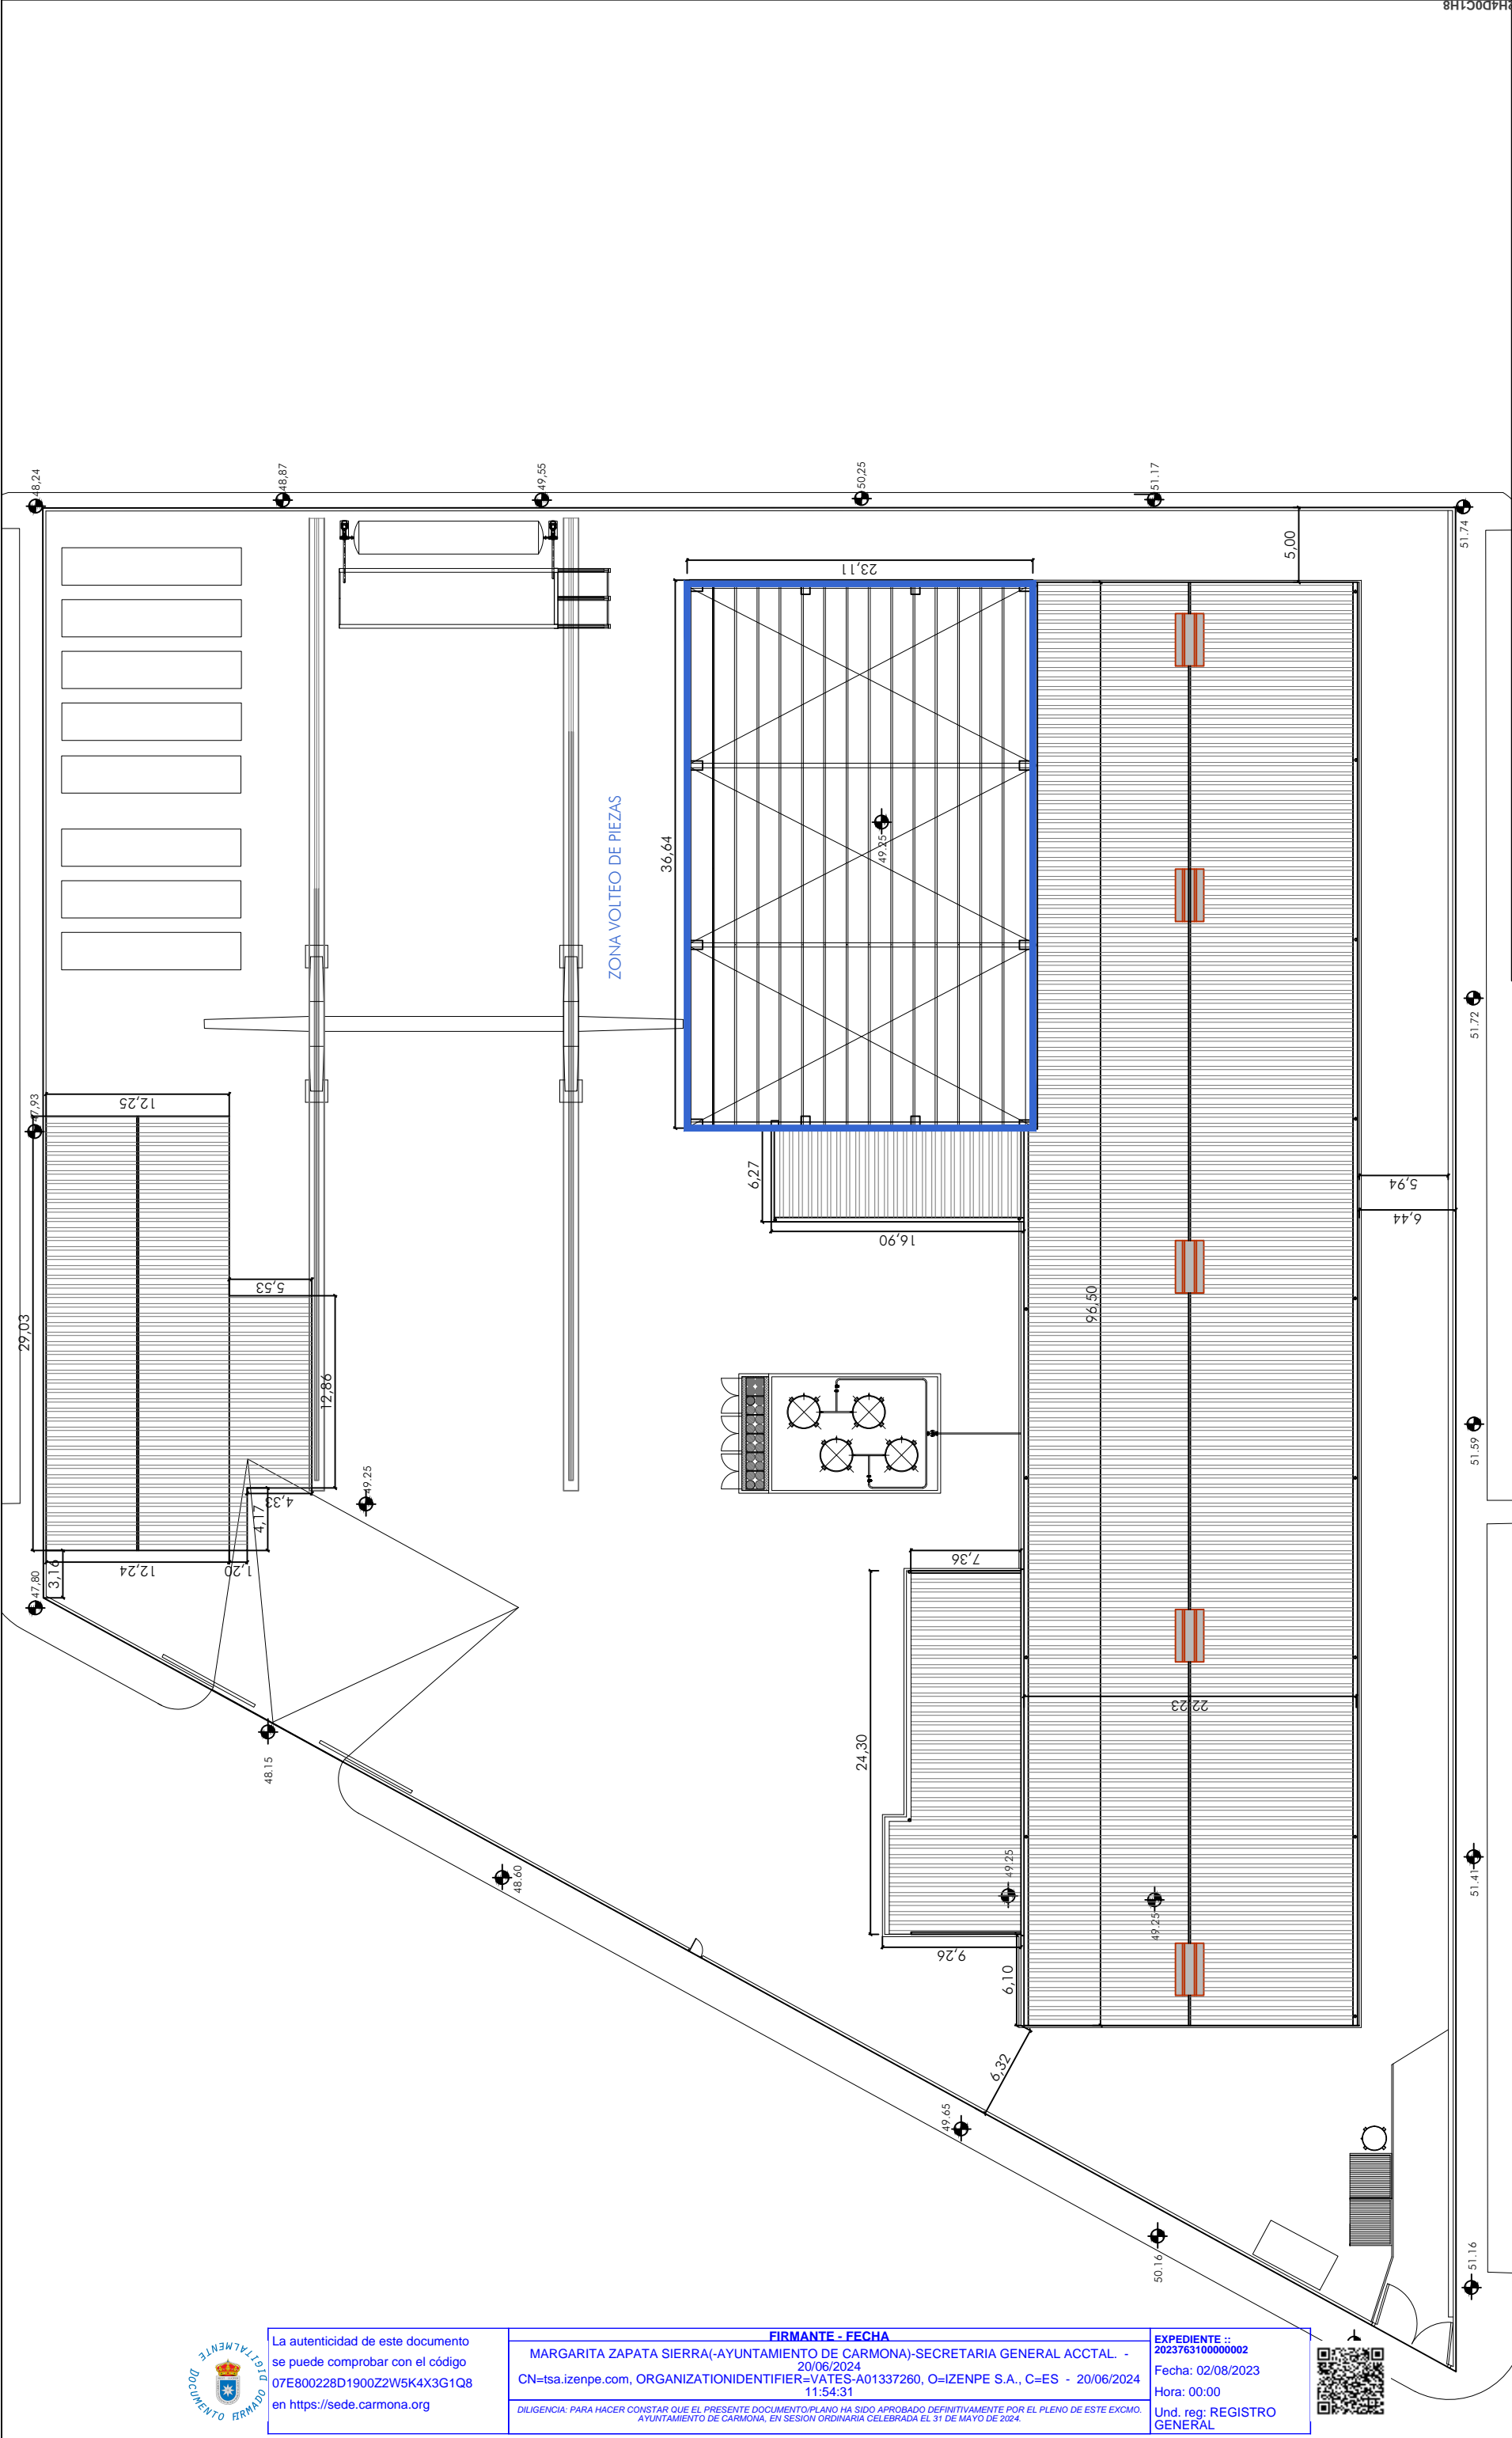 48,24
48,87
49,55
50,25
51.17
51.74
5,00
23,11
ZONA VOLTEO DE PIEZAS
36,64
49.25
51.72
47,93
12,25
6,27
16,90
5,94
6,44
5,53
29,03
12,86
96,50
51.59
49.25
4,33
4,17
12,24
1,20
3,16
47,80
7,36
22,23
24,30
48.15
48.60
49.25
49.25
51.41
9,26
6,10
6,32
49.65
50.16
51.16
DOCUMENTO FIRMADO DIGITALMENTE
La autenticidad de este documento
se puede comprobar con el código
07E800228D1900Z2W5K4X3G1Q8
en https://sede.carmona.org
FIRMANTE - FECHA
MARGARITA ZAPATA SIERRA(-AYUNTAMIENTO DE CARMONA)-SECRETARIA GENERAL ACCTAL. -
20/06/2024
CN=tsa.izenpe.com, ORGANIZATIONIDENTIFIER=VATES-A01337260, O=IZENPE S.A., C=ES - 20/06/2024
11:54:31
DILIGENCIA: PARA HACER CONSTAR QUE EL PRESENTE DOCUMENTO/PLANO HA SIDO APROBADO DEFINITIVAMENTE POR EL PLENO DE ESTE EXCMO.
AYUNTAMIENTO DE CARMONA, EN SESION ORDINARIA CELEBRADA EL 31 DE MAYO DE 2024.
EXPEDIENTE ::
2023763100000002
Fecha: 02/08/2023
Hora: 00:00
Und. reg: REGISTRO
GENERAL